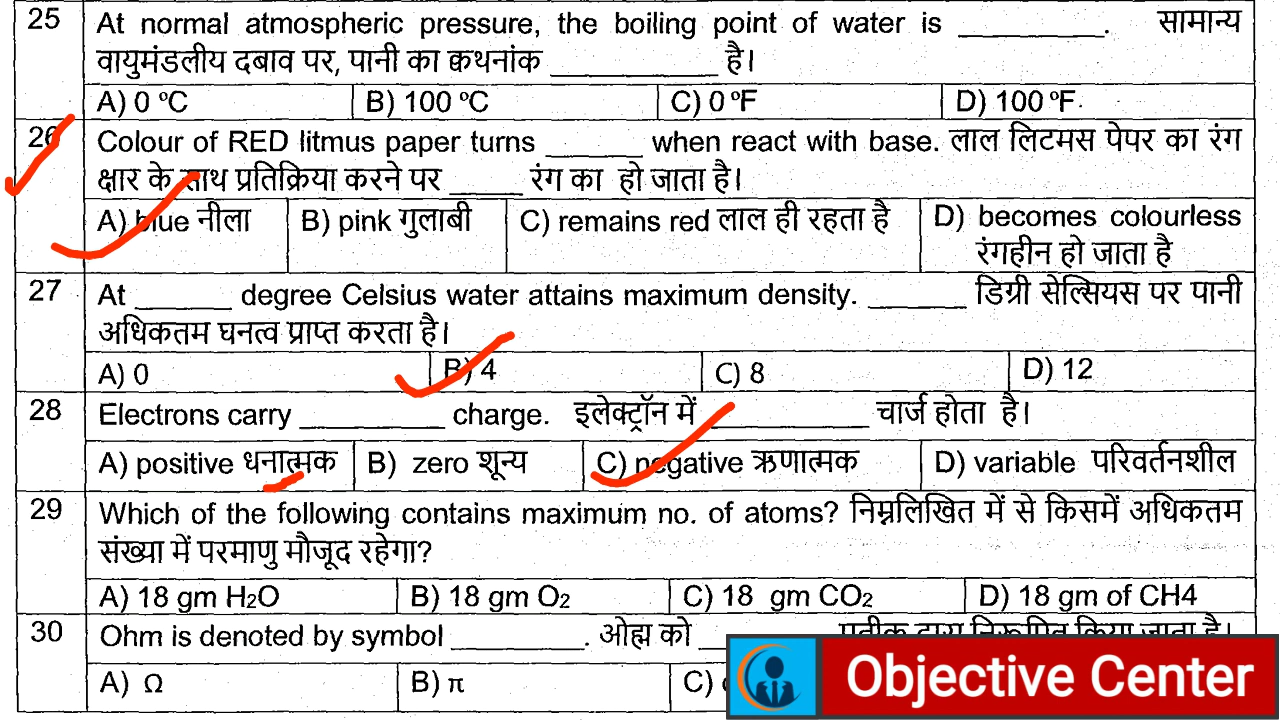 25 At normal atmospheric pressure, the boiling point of water is __________. सामान्य
वायुमंडलीय दबाव पर, पानी का क्वथनांक ___________ है।
A) 0 ºC B) 100 ºC C) 0 ºF D) 100 ºF.
26 Colour of RED litmus paper turns ______ when react with base. लाल लिटमस पेपर का रंग
क्षार के साथ प्रतिक्रिया करने पर _____ रंग का हो जाता है।
A) blue नीला B) pink गुलाबी C) remains red लाल ही रहता है D) becomes colourless
रंगहीन हो जाता है
27 At ______ degree Celsius water attains maximum density. ______ डिग्री सेल्सियस पर पानी
अधिकतम घनत्व प्राप्त करता है।
A) 0 B) 4 C) 8 D) 12
28 Electrons carry _________ charge. इलेक्ट्रॉन में __________ चार्ज होता है।
A) positive धनात्मक B) zero शून्य C) negative ऋणात्मक D) variable परिवर्तनशील
29 Which of the following contains maximum no. of atoms? निम्नलिखित में से किसमें अधिकतम
संख्या में परमाणु मौजूद रहेगा?
A) 18 gm H2O B) 18 gm O2 C) 18 gm CO2 D) 18 gm of CH4
30 Ohm is denoted by symbol _________. ओह्म को _______ प्रतीक द्वारा निरूपित किया जाता है।
A) Ω B) π C)
Objective Center